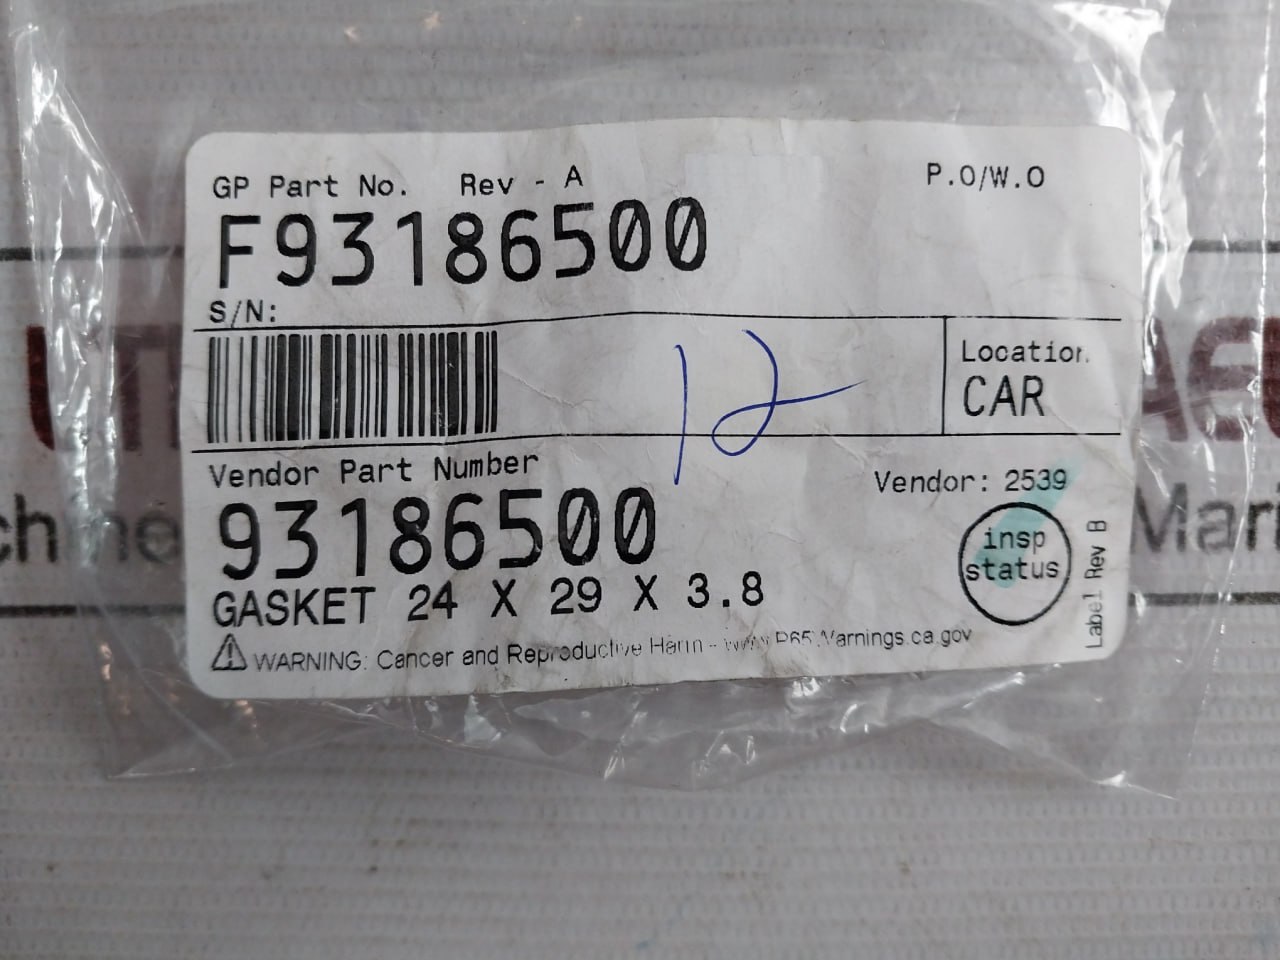 GP Part No. Rev - A
P.O/W.O
F93186500
S/N:
12
Location
CAR
Vendor Part Number
93186500
Vendor: 2539
insp
status
GASKET 24 X 29 X 3.8
WARNING: Cancer and Reproductive Harm - www.P65Warnings.ca.gov
Label Rev B